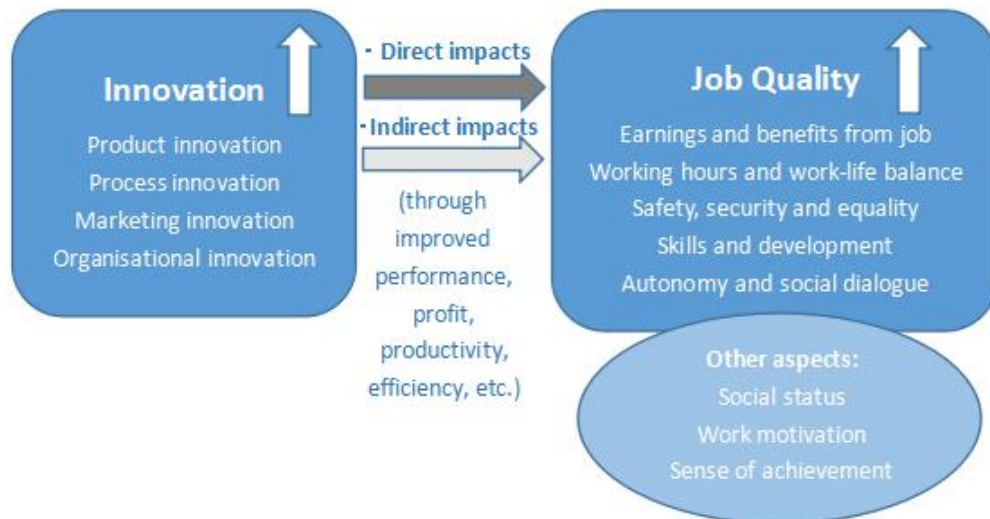 Innovation
Product innovation
Process innovation
Marketing innovation
Organisational innovation
- Direct impacts
- Indirect impacts
(through
improved
performance,
profit,
productivity,
efficiency, etc.)
Job Quality
Earnings and benefits from job
Working hours and work-life balance
Safety, security and equality
Skills and development
Autonomy and social dialogue
Other aspects:
Social status
Work motivation
Sense of achievement